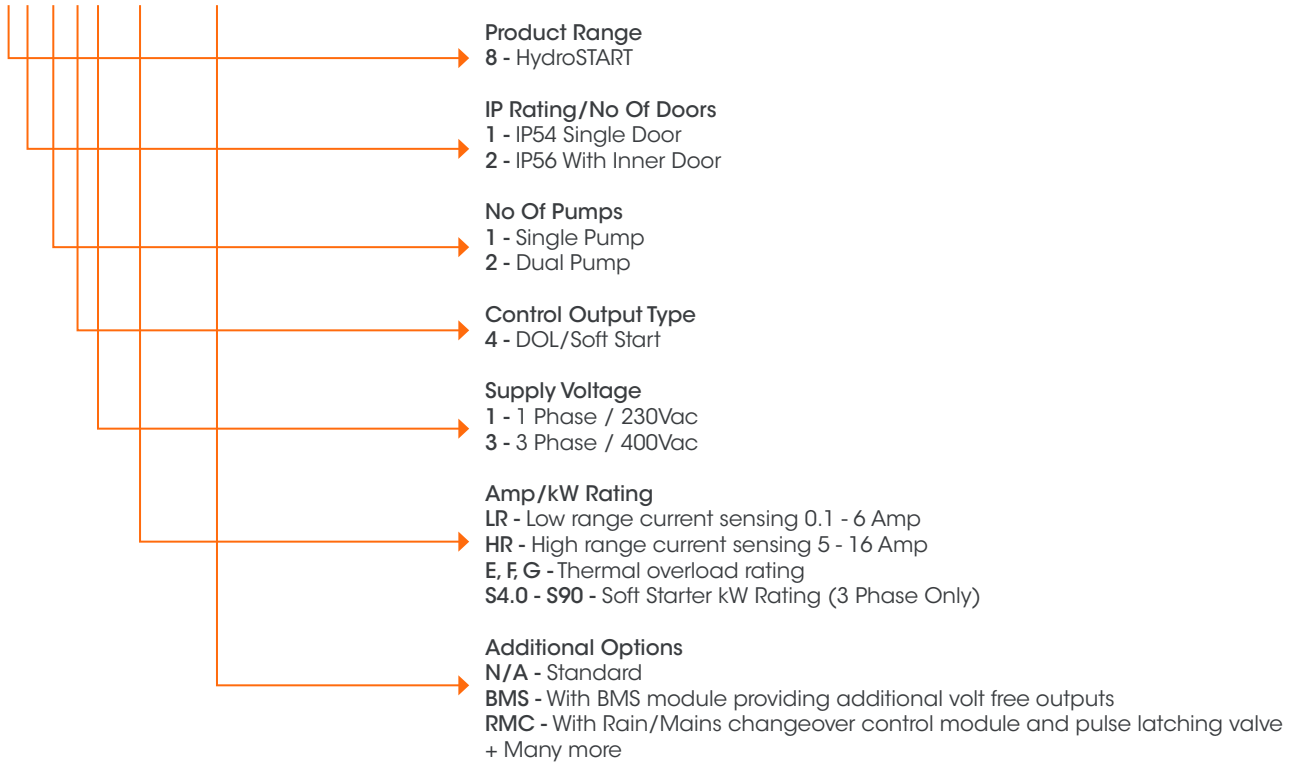 Product Range
8 - HydroSTART
IP Rating/No Of Doors
1 - IP54 Single Door
2 - IP56 With Inner Door
No Of Pumps
1 - Single Pump
2 - Dual Pump
Control Output Type
4 - DOL/Soft Start
Supply Voltage
1 - 1 Phase / 230Vac
3 - 3 Phase / 400Vac
Amp/kW Rating
LR - Low range current sensing 0.1 - 6 Amp
HR - High range current sensing 5 - 16 Amp
E, F, G - Thermal overload rating
S4.0 - S90 - Soft Starter kW Rating (3 Phase Only)
Additional Options
N/A - Standard
BMS - With BMS module providing additional volt free outputs
RMC - With Rain/Mains changeover control module and pulse latching valve
+ Many more